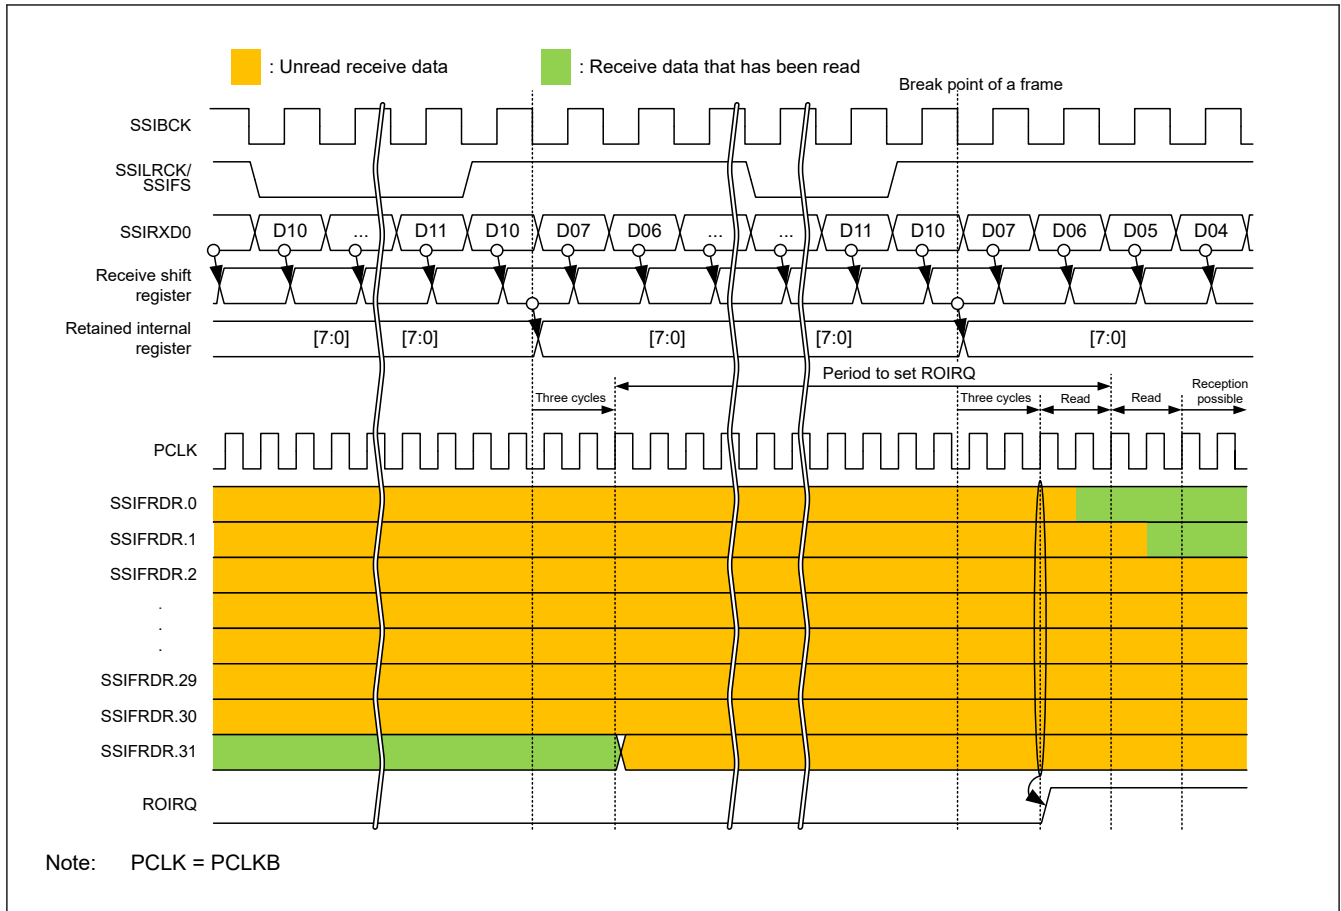 : Unread receive data
: Receive data that has been read
Break point of a frame
SSIBCK
SSILRCK/
SSIFS
SSIRXD0
D10
...
D11
D10
D07
D06
...
...
D11
D10
D07
D06
D05
D04
Receive shift
register
Retained internal
register
[7:0]
[7:0]
[7:0]
[7:0]
[7:0]
Period to set ROIRQ
Three cycles
Three cycles
Read
Read
Reception
possible
PCLK
SSIFRDR.0
SSIFRDR.1
SSIFRDR.2
.
.
.
SSIFRDR.29
SSIFRDR.30
SSIFRDR.31
ROIRQ
Note: PCLK = PCLKB